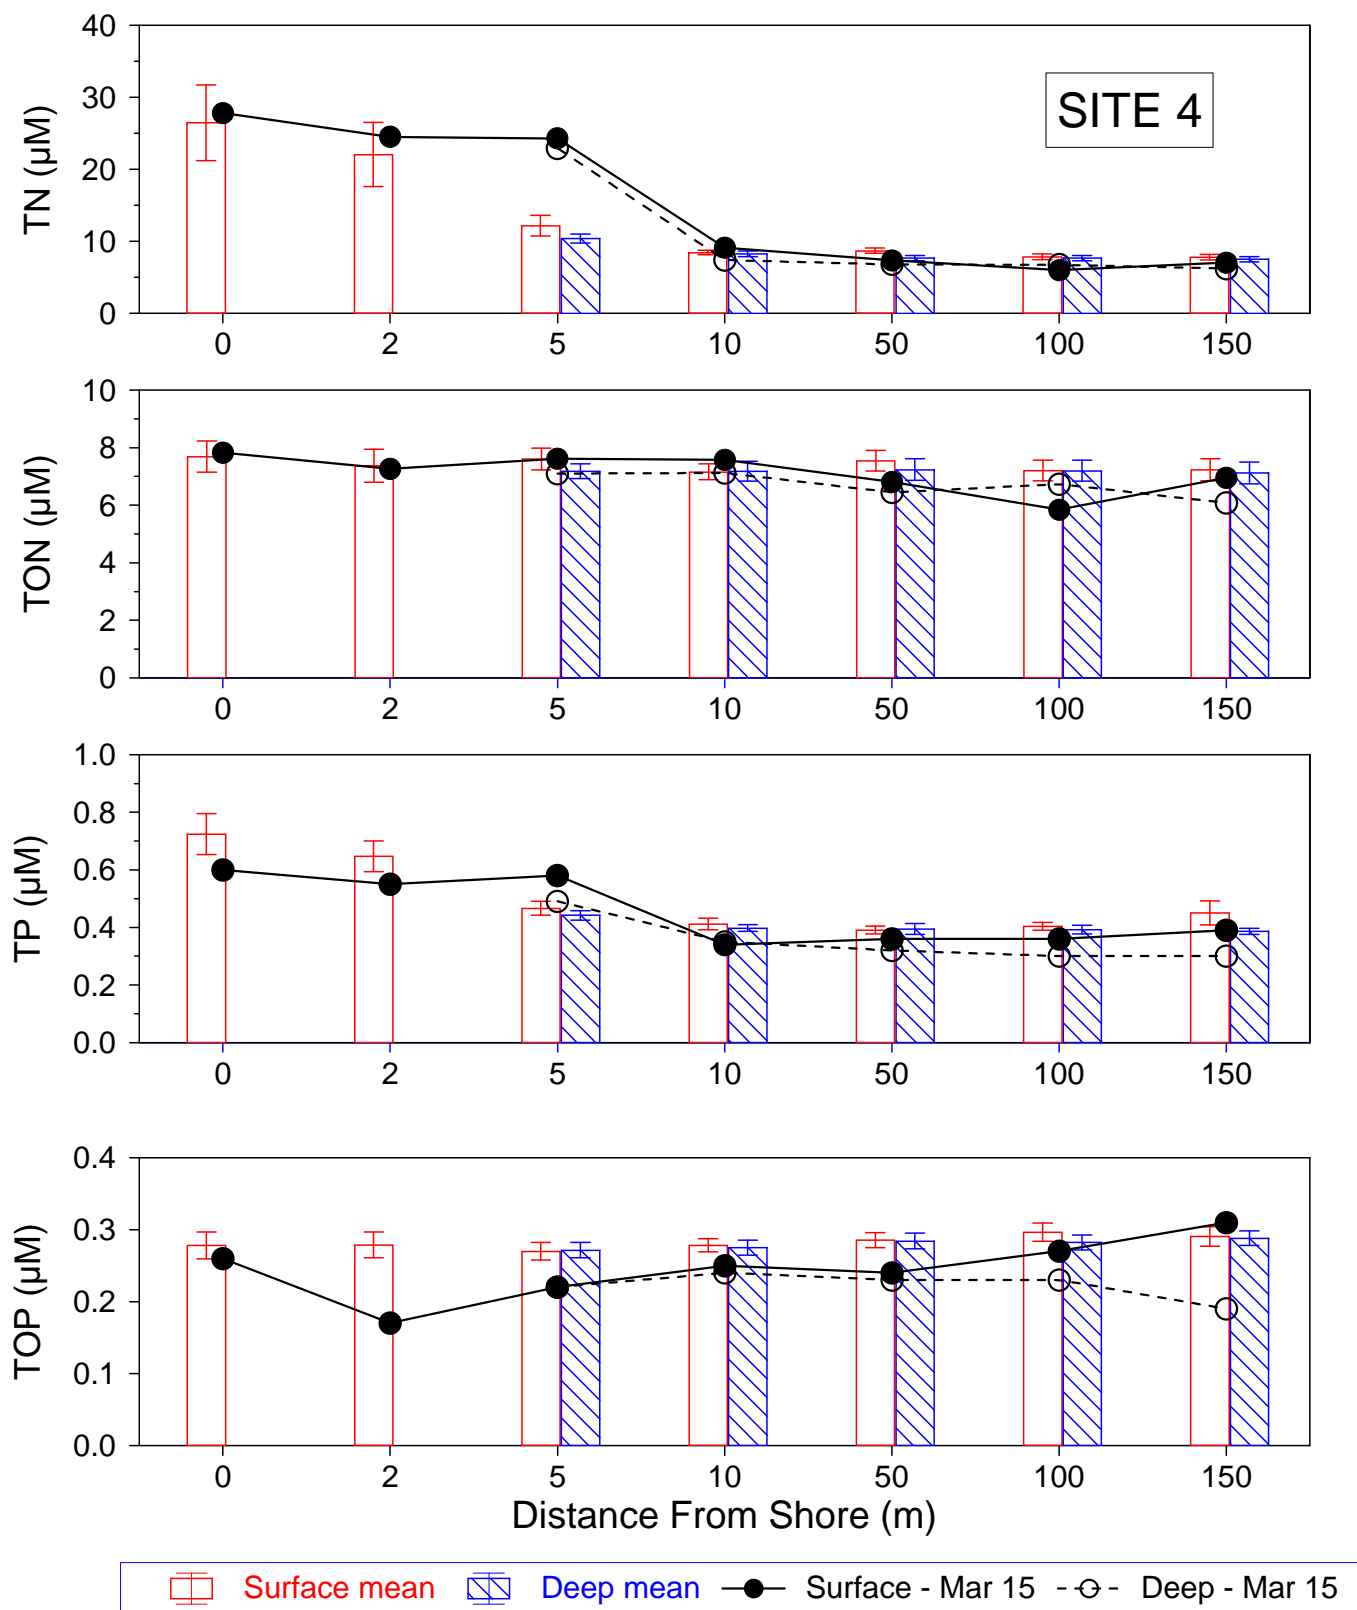 SITE 4
TN (µM)
40
30
20
10
0
0 2 5 10 50 100 150
TON (µM)
10
8
6
4
2
0
0 2 5 10 50 100 150
TP (µM)
1.0
0.8
0.6
0.4
0.2
0.0
0 2 5 10 50 100 150
TOP (µM)
0.4
0.3
0.2
0.1
0.0
0 2 5 10 50 100 150
Distance From Shore (m)
Surface mean Deep mean Surface - Mar 15 Deep - Mar 15